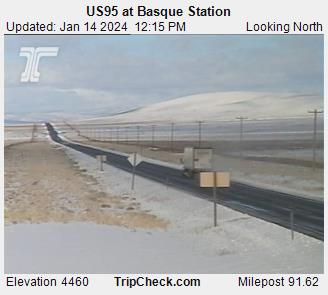 US95 at Basque Station
Updated: Jan 14 2024 12:15 PM Looking North
Elevation 4460 TripCheck.com Milepost 91.62